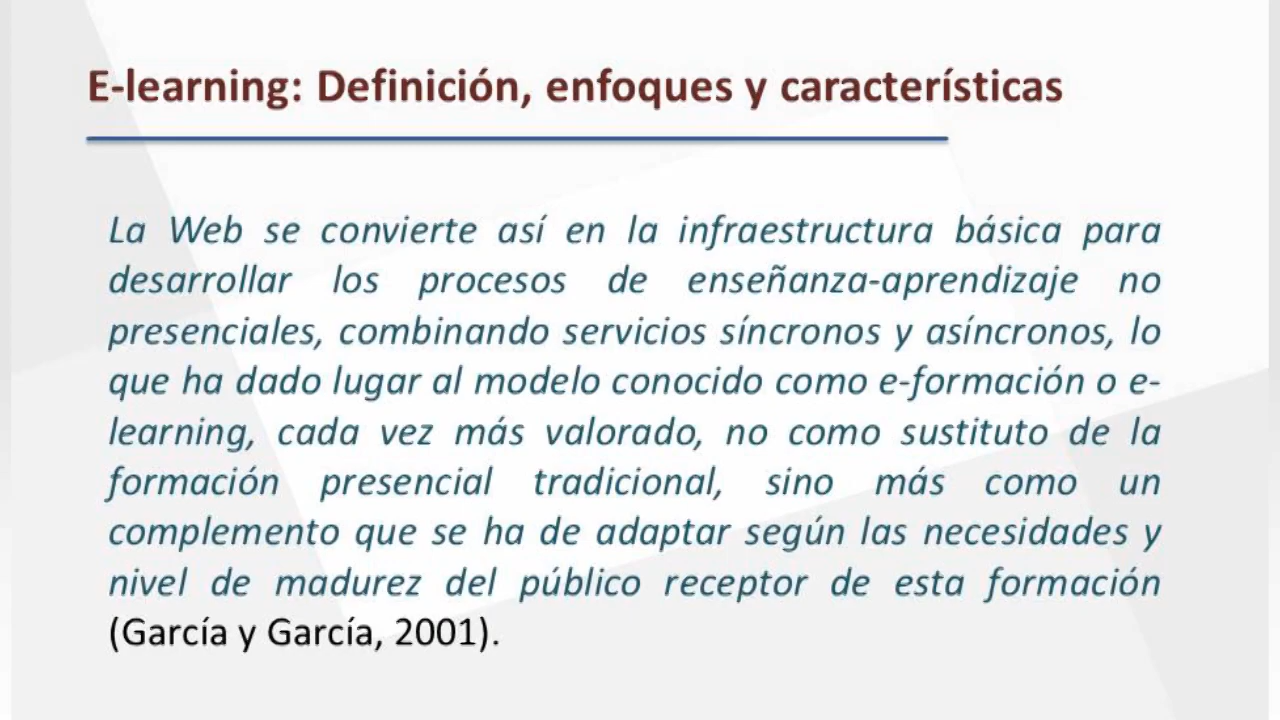 E-learning: Definición, enfoques y características
La Web se convierte así en la infraestructura básica para
desarrollar los procesos de enseñanza-aprendizaje no
presenciales, combinando servicios síncronos y asíncronos, lo
que ha dado lugar al modelo conocido como e-formación o e-
learning, cada vez más valorado, no como sustituto de la
formación presencial tradicional, sino más como un
complemento que se ha de adaptar según las necesidades y
nivel de madurez del público receptor de esta formación
(García y García, 2001).